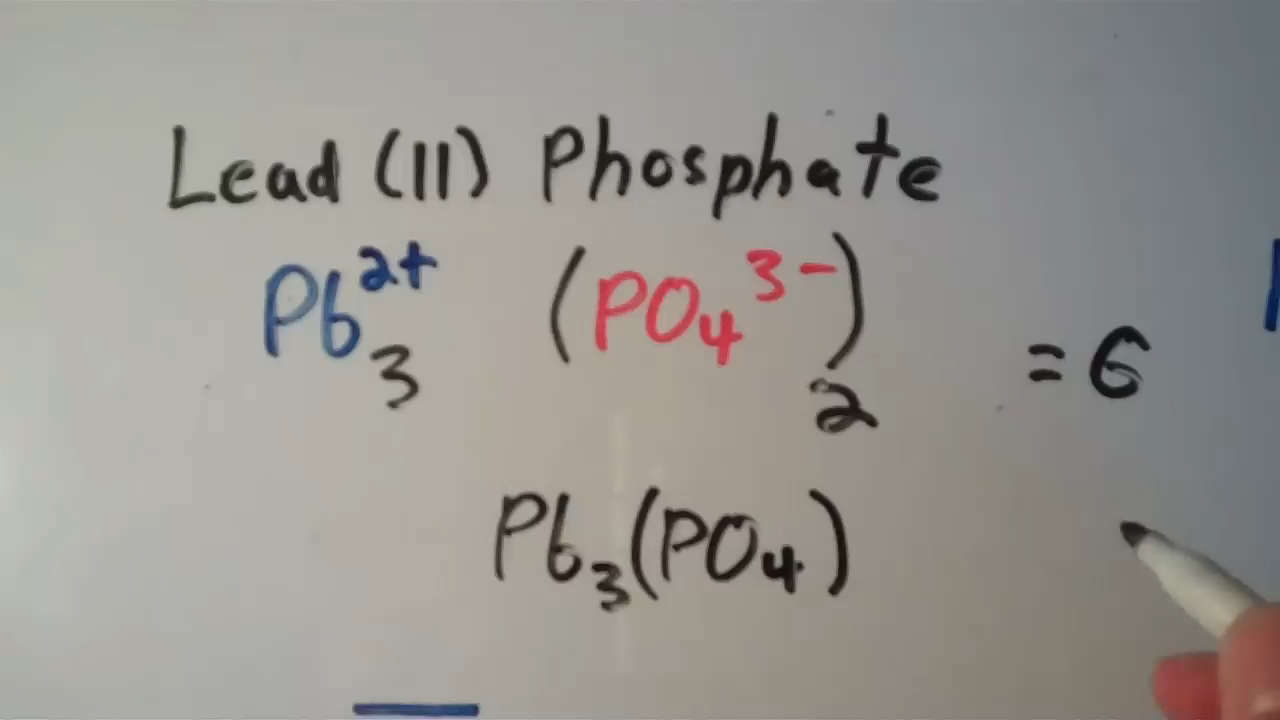 Lead (II) Phosphate
Pb²⁺₃ (PO₄³⁻)₂ = 6
Pb₃(PO₄)